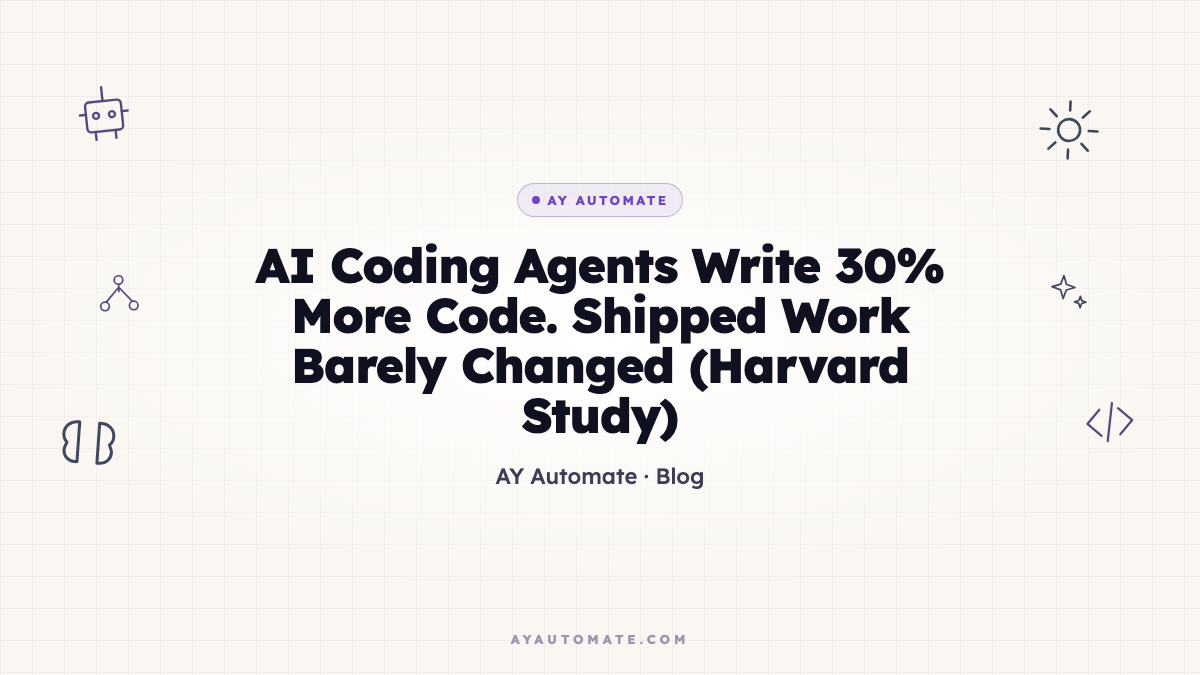 AY AUTOMATE
AI Coding Agents Write 30%
More Code. Shipped Work
Barely Changed (Harvard
Study)
AY Automate · Blog
AYAUTOMATE.COM